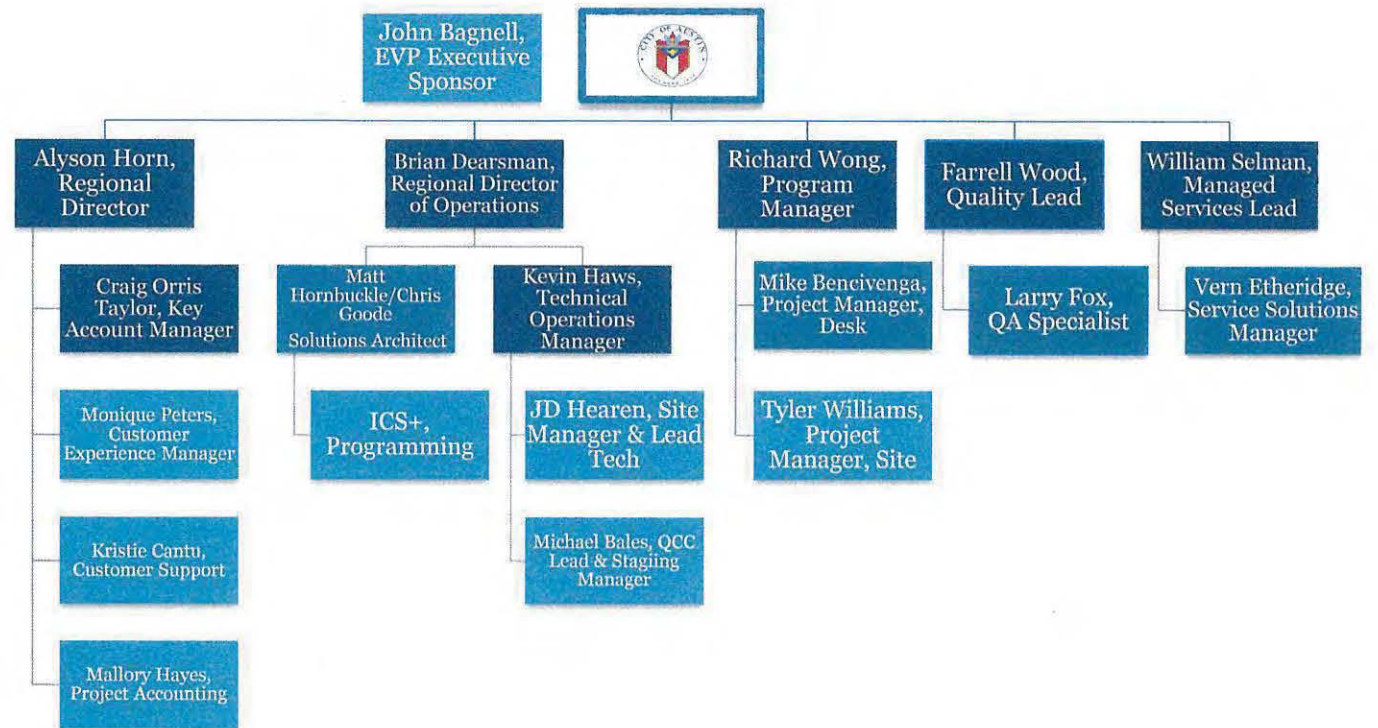 John Bagnell,
EVP Executive
Sponsor
CITY OF AUSTIN
Alyson Horn,
Regional
Director
Brian Dearsman,
Regional Director
of Operations
Richard Wong,
Program
Manager
Farrell Wood,
Quality Lead
William Selman,
Managed
Services Lead
Craig Orris
Taylor, Key
Account Manager
Matt
Hornbuckle/Chris
Goode
Solutions Architect
Kevin Haws,
Technical
Operations
Manager
Mike Bencivenga,
Project Manager,
Desk
Larry Fox,
QA Specialist
Vern Etheridge,
Service Solutions
Manager
Monique Peters,
Customer
Experience Manager
ICS+,
Programming
JD Hearen, Site
Manager & Lead
Tech
Tyler Williams,
Project
Manager, Site
Kristie Cantu,
Customer Support
Michael Bales, QCC
Lead & Stagiing
Manager
Mallory Hayes,
Project Accounting